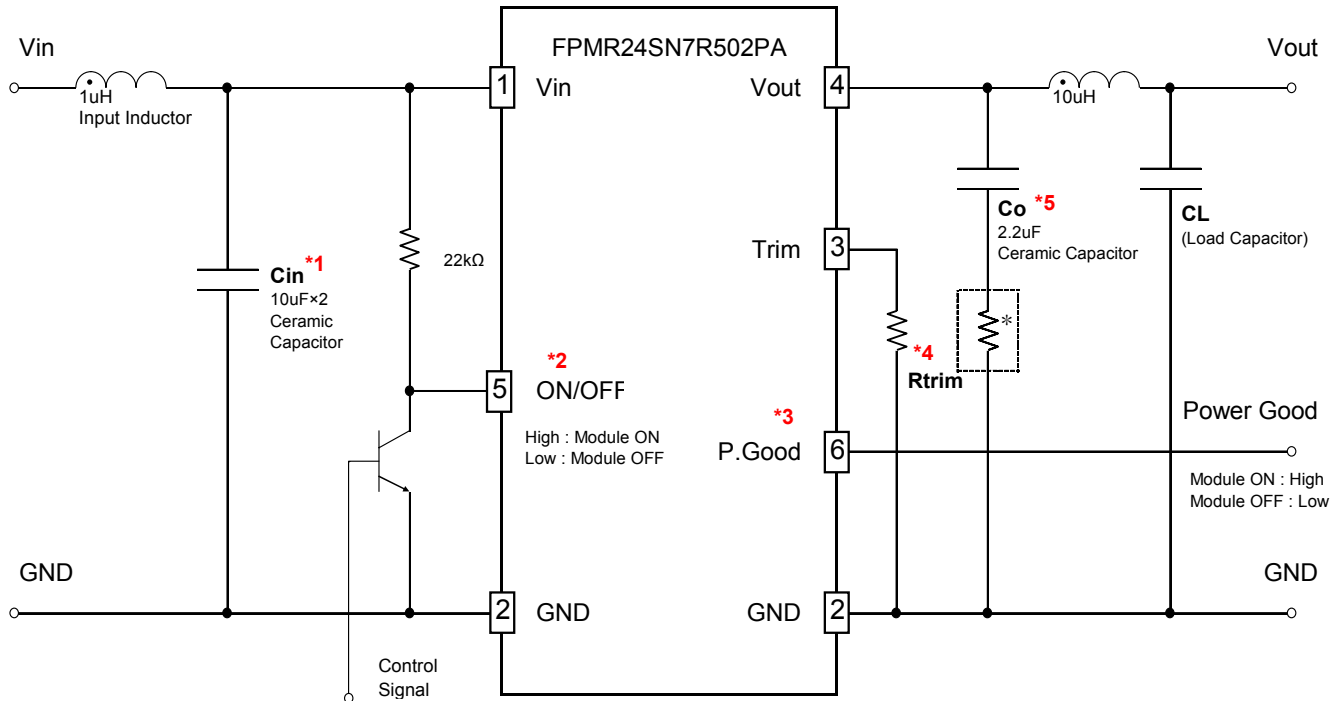 FPMR24SN7R502PA
Vin
1uH
Input Inductor
1
Vin
Vout
4
10uH
Vout
Cin *1
10uF×2
Ceramic
Capacitor
22kΩ
Trim
3
Co *5
2.2uF
Ceramic Capacitor
*
CL
(Load Capacitor)
*4
Rtrim
*2
5
ON/OFF
High : Module ON
Low : Module OFF
*3
P.Good
6
Power Good
Module ON : High
Module OFF : Low
GND
2
GND
GND
2
GND
Control
Signal